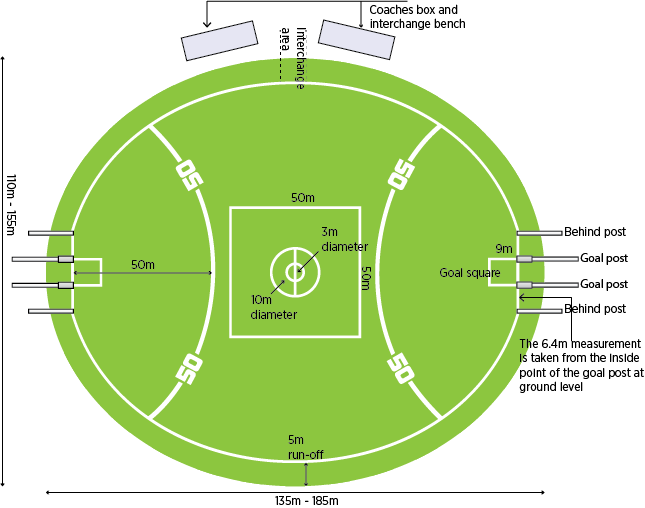 Coaches box and
interchange bench
Interchange
area
50
50
110m - 155m
50m
3m
diameter
50m
50m
10m
diameter
Behind post
9m
Goal post
Goal square
Goal post
Behind post
The 6.4m measurement
is taken from the inside
point of the goal post at
ground level
50
50
5m
run-off
135m - 185m